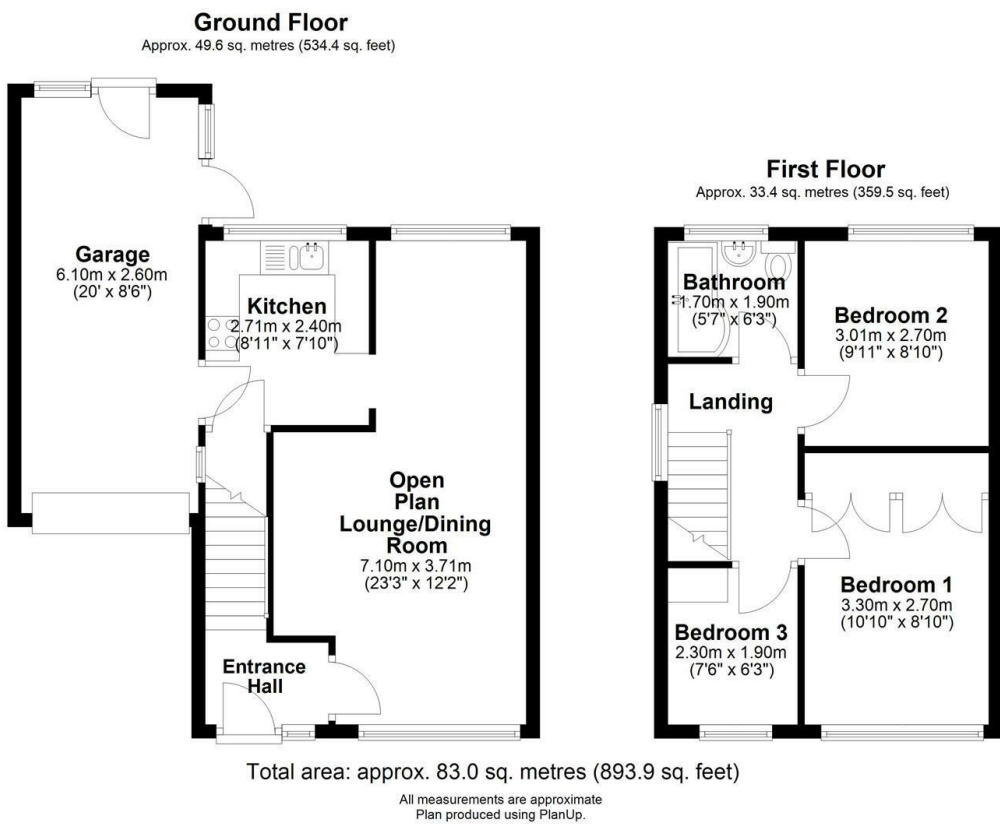 Ground Floor
Approx. 49.6 sq. metres (534.4 sq. feet)
Garage
6.10m x 2.60m
(20' x 8'6")
Kitchen
2.71m x 2.40m
(8'11" x 7'10")
Open
Plan
Lounge/Dining
Room
7.10m x 3.71m
(23'3" x 12'2")
Entrance
Hall
First Floor
Approx. 33.4 sq. metres (359.5 sq. feet)
Bathroom
1.70m x 1.90m
(5'7" x 6'3")
Bedroom 2
3.01m x 2.70m
(9'11" x 8'10")
Landing
Bedroom 1
3.30m x 2.70m
(10'10" x 8'10")
Bedroom 3
2.30m x 1.90m
(7'6" x 6'3")
Total area: approx. 83.0 sq. metres (893.9 sq. feet)
All measurements are approximate
Plan produced using PlanUp.